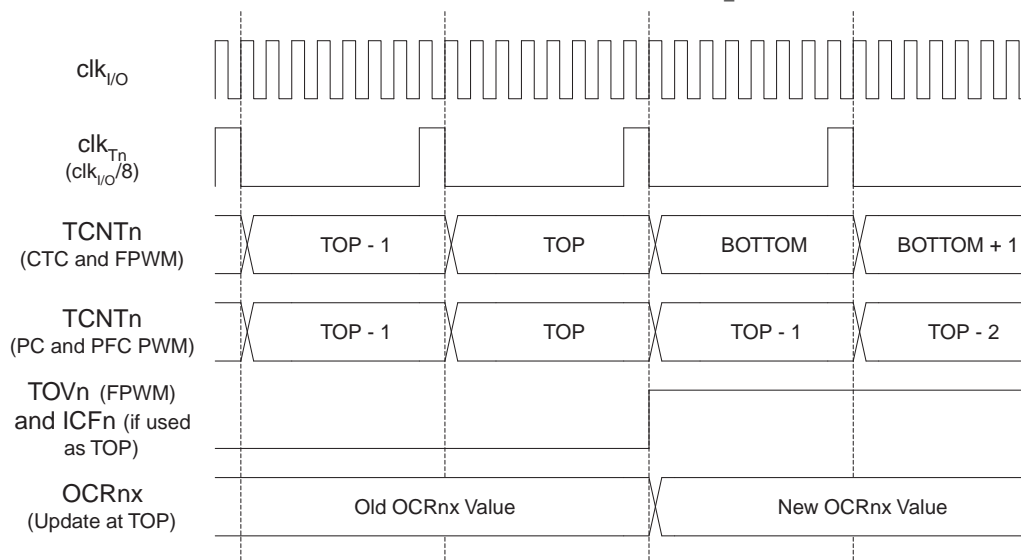 clkI/O
clkTn
(clkI/O/8)
TCNTn
(CTC and FPWM)
TOP - 1
TOP
BOTTOM
BOTTOM + 1
TCNTn
(PC and PFC PWM)
TOP - 1
TOP
TOP - 1
TOP - 2
TOVn (FPWM)
and ICFn (if used
as TOP)
OCRnx
(Update at TOP)
Old OCRnx Value
New OCRnx Value